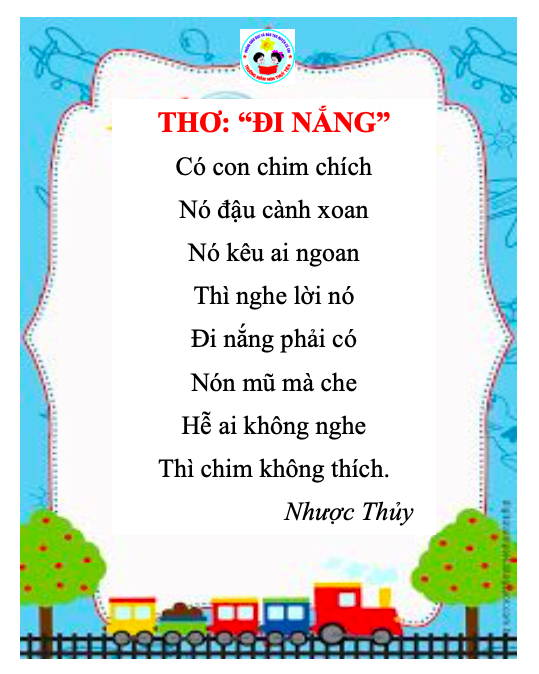 THƠ: “ĐI NẮNG”
Có con chim chích
Nó đậu cành xoan
Nó kêu ai ngoan
Thì nghe lời nó
Đi nắng phải có
Nón mũ mà che
Hễ ai không nghe
Thì chim không thích.
Nhược Thủy